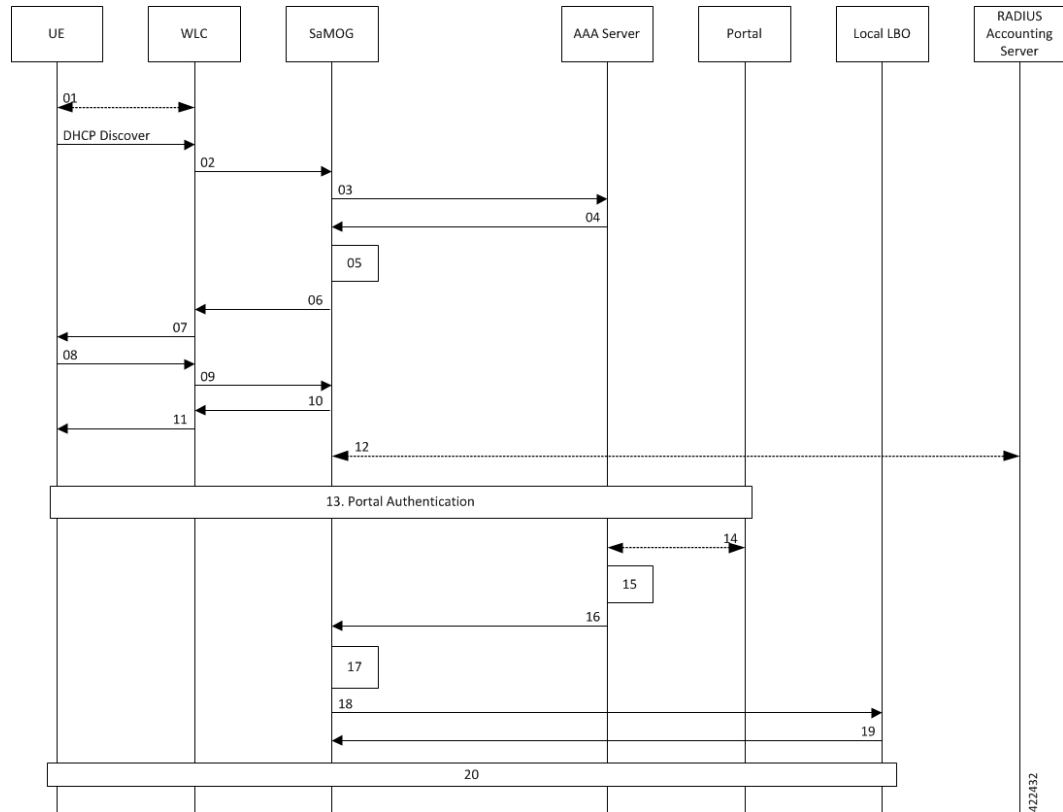 UE
WLC
SaMOG
AAA Server
Portal
Local LBO
RADIUS
Accounting
Server
01
DHCP Discover
02
03
04
05
06
07
08
09
10
11
12
13. Portal Authentication
14
15
16
17
18
19
20
422432